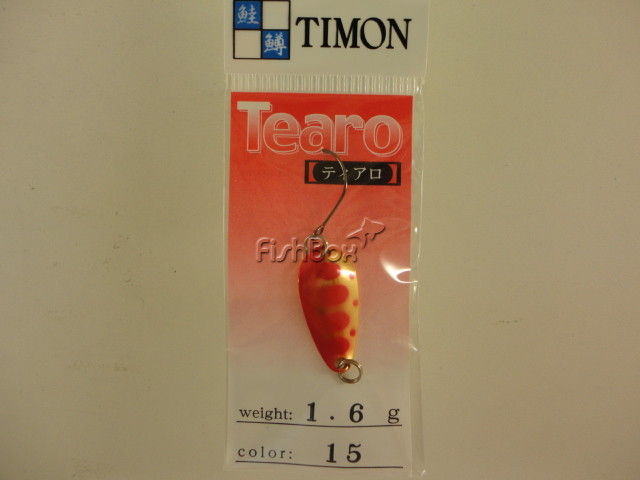 鮭 TIMON
鱒
Tearo
【ティアロ】
FishBox
weight: 1.6 g
color: 15